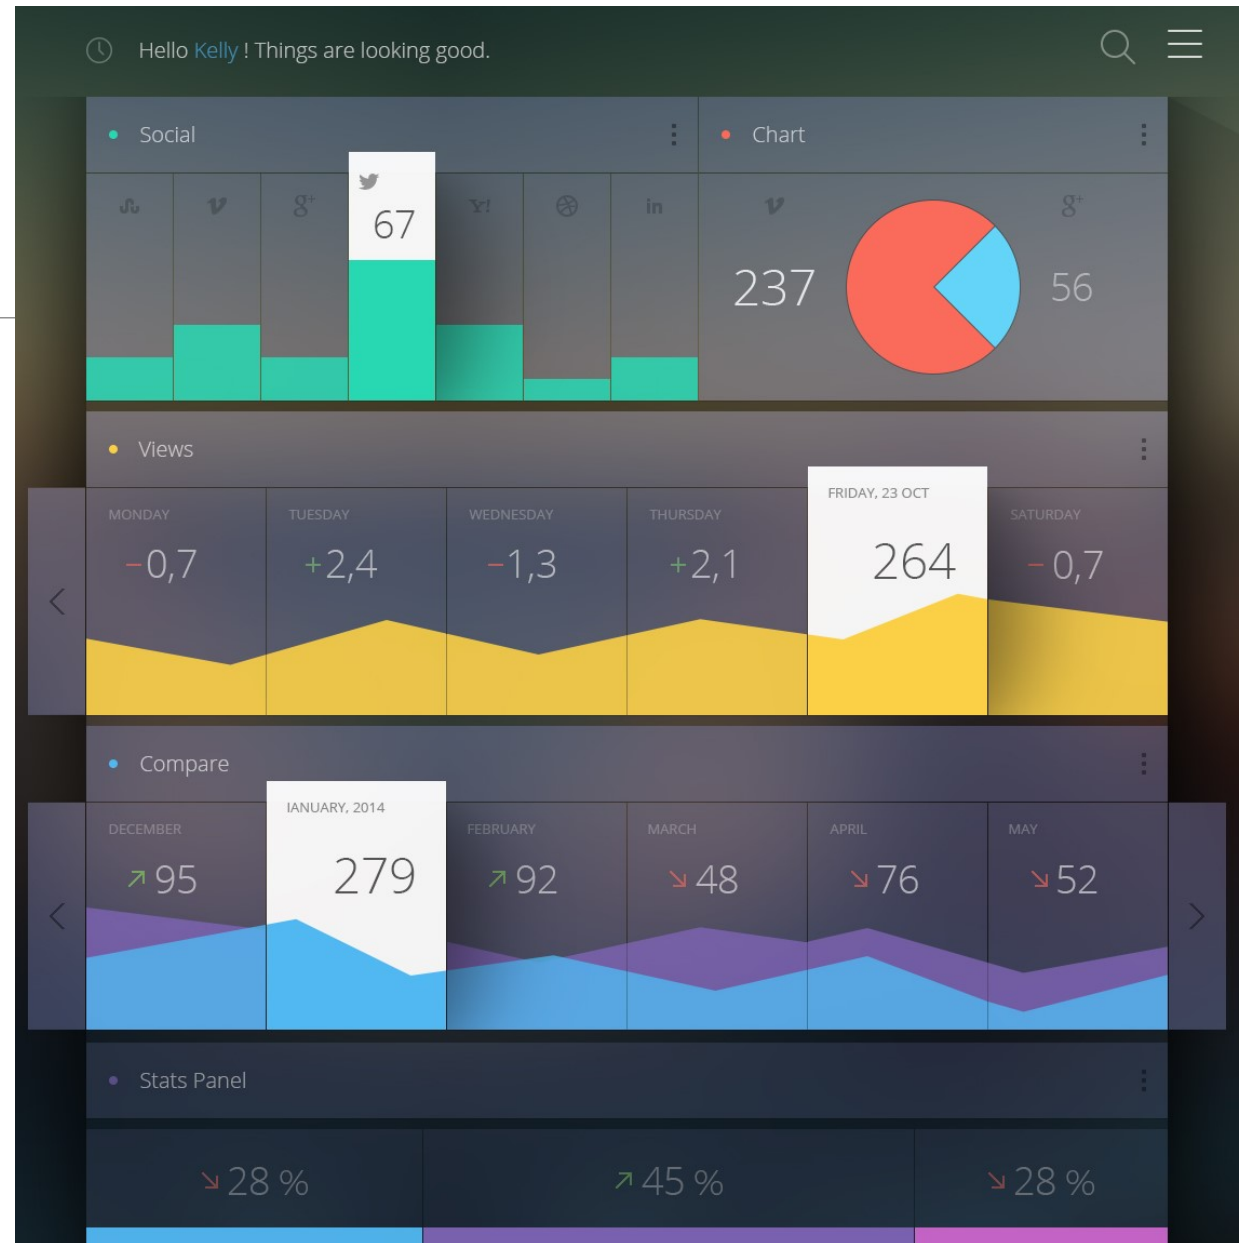 Hello Kelly ! Things are looking good.
Social
Chart
g+
67
Y!
in
g+
237
56
Views
MONDAY
TUESDAY
WEDNESDAY
THURSDAY
FRIDAY, 23 OCT
SATURDAY
−0,7
+2,4
−1,3
+2,1
264
− 0,7
Compare
DECEMBER
IANUARY, 2014
FEBRUARY
MARCH
APRIL
MAY
95
279
92
48
76
52
Stats Panel
28 %
45 %
28 %